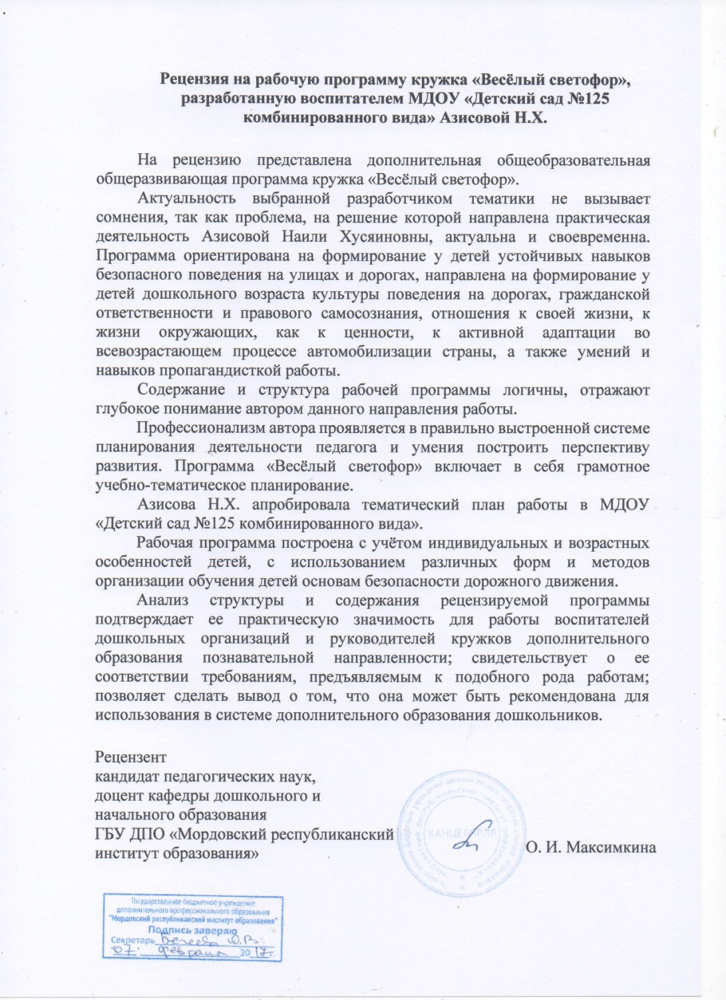 Рецензия на рабочую программу кружка «Весёлый светофор»,
разработанную воспитателем МДОУ «Детский сад №125
комбинированного вида» Азисовой Н.Х.
На рецензию представлена дополнительная общеобразовательная
общеразвивающая программа кружка «Весёлый светофор».
Актуальность выбранной разработчиком тематики не вызывает
сомнения, так как проблема, на решение которой направлена практическая
деятельность Азисовой Наили Хусяиновны, актуальна и своевременна.
Программа ориентирована на формирование у детей устойчивых навыков
безопасного поведения на улицах и дорогах, направлена на формирование у
детей дошкольного возраста культуры поведения на дорогах, гражданской
ответственности и правового самосознания, отношения к своей жизни, к
жизни окружающих, как к ценности, к активной адаптации во
всевозрастающем процессе автомобилизации страны, а также умений и
навыков пропагандисткой работы.
Содержание и структура рабочей программы логичны, отражают
глубокое понимание автором данного направления работы.
Профессионализм автора проявляется в правильно выстроенной системе
планирования деятельности педагога и умения построить перспективу
развития. Программа «Весёлый светофор» включает в себя грамотное
учебно-тематическое планирование.
Азисова Н.Х. апробировала тематический план работы в МДОУ
«Детский сад №125 комбинированного вида».
Рабочая программа построена с учётом индивидуальных и возрастных
особенностей детей, с использованием различных форм и методов
организации обучения детей основам безопасности дорожного движения.
Анализ структуры и содержания рецензируемой программы
подтверждает ее практическую значимость для работы воспитателей
дошкольных организаций и руководителей кружков дополнительного
образования познавательной направленности; свидетельствует о ее
соответствии требованиям, предъявляемым к подобного рода работам;
позволяет сделать вывод о том, что она может быть рекомендована для
использования в системе дополнительного образования дошкольников.
Рецензент
кандидат педагогических наук,
доцент кафедры дошкольного и
начального образования
ГБУ ДПО «Мордовский республиканский
институт образования»
КАНЦЕЛЯРИЯ
О. И. Максимкина
Государственное бюджетное учреждение
дополнительного профессионального образования
"Мордовский республиканский институт образования"
Подпись заверяю
Секретарь О.В.
"07" февраля 2017г.